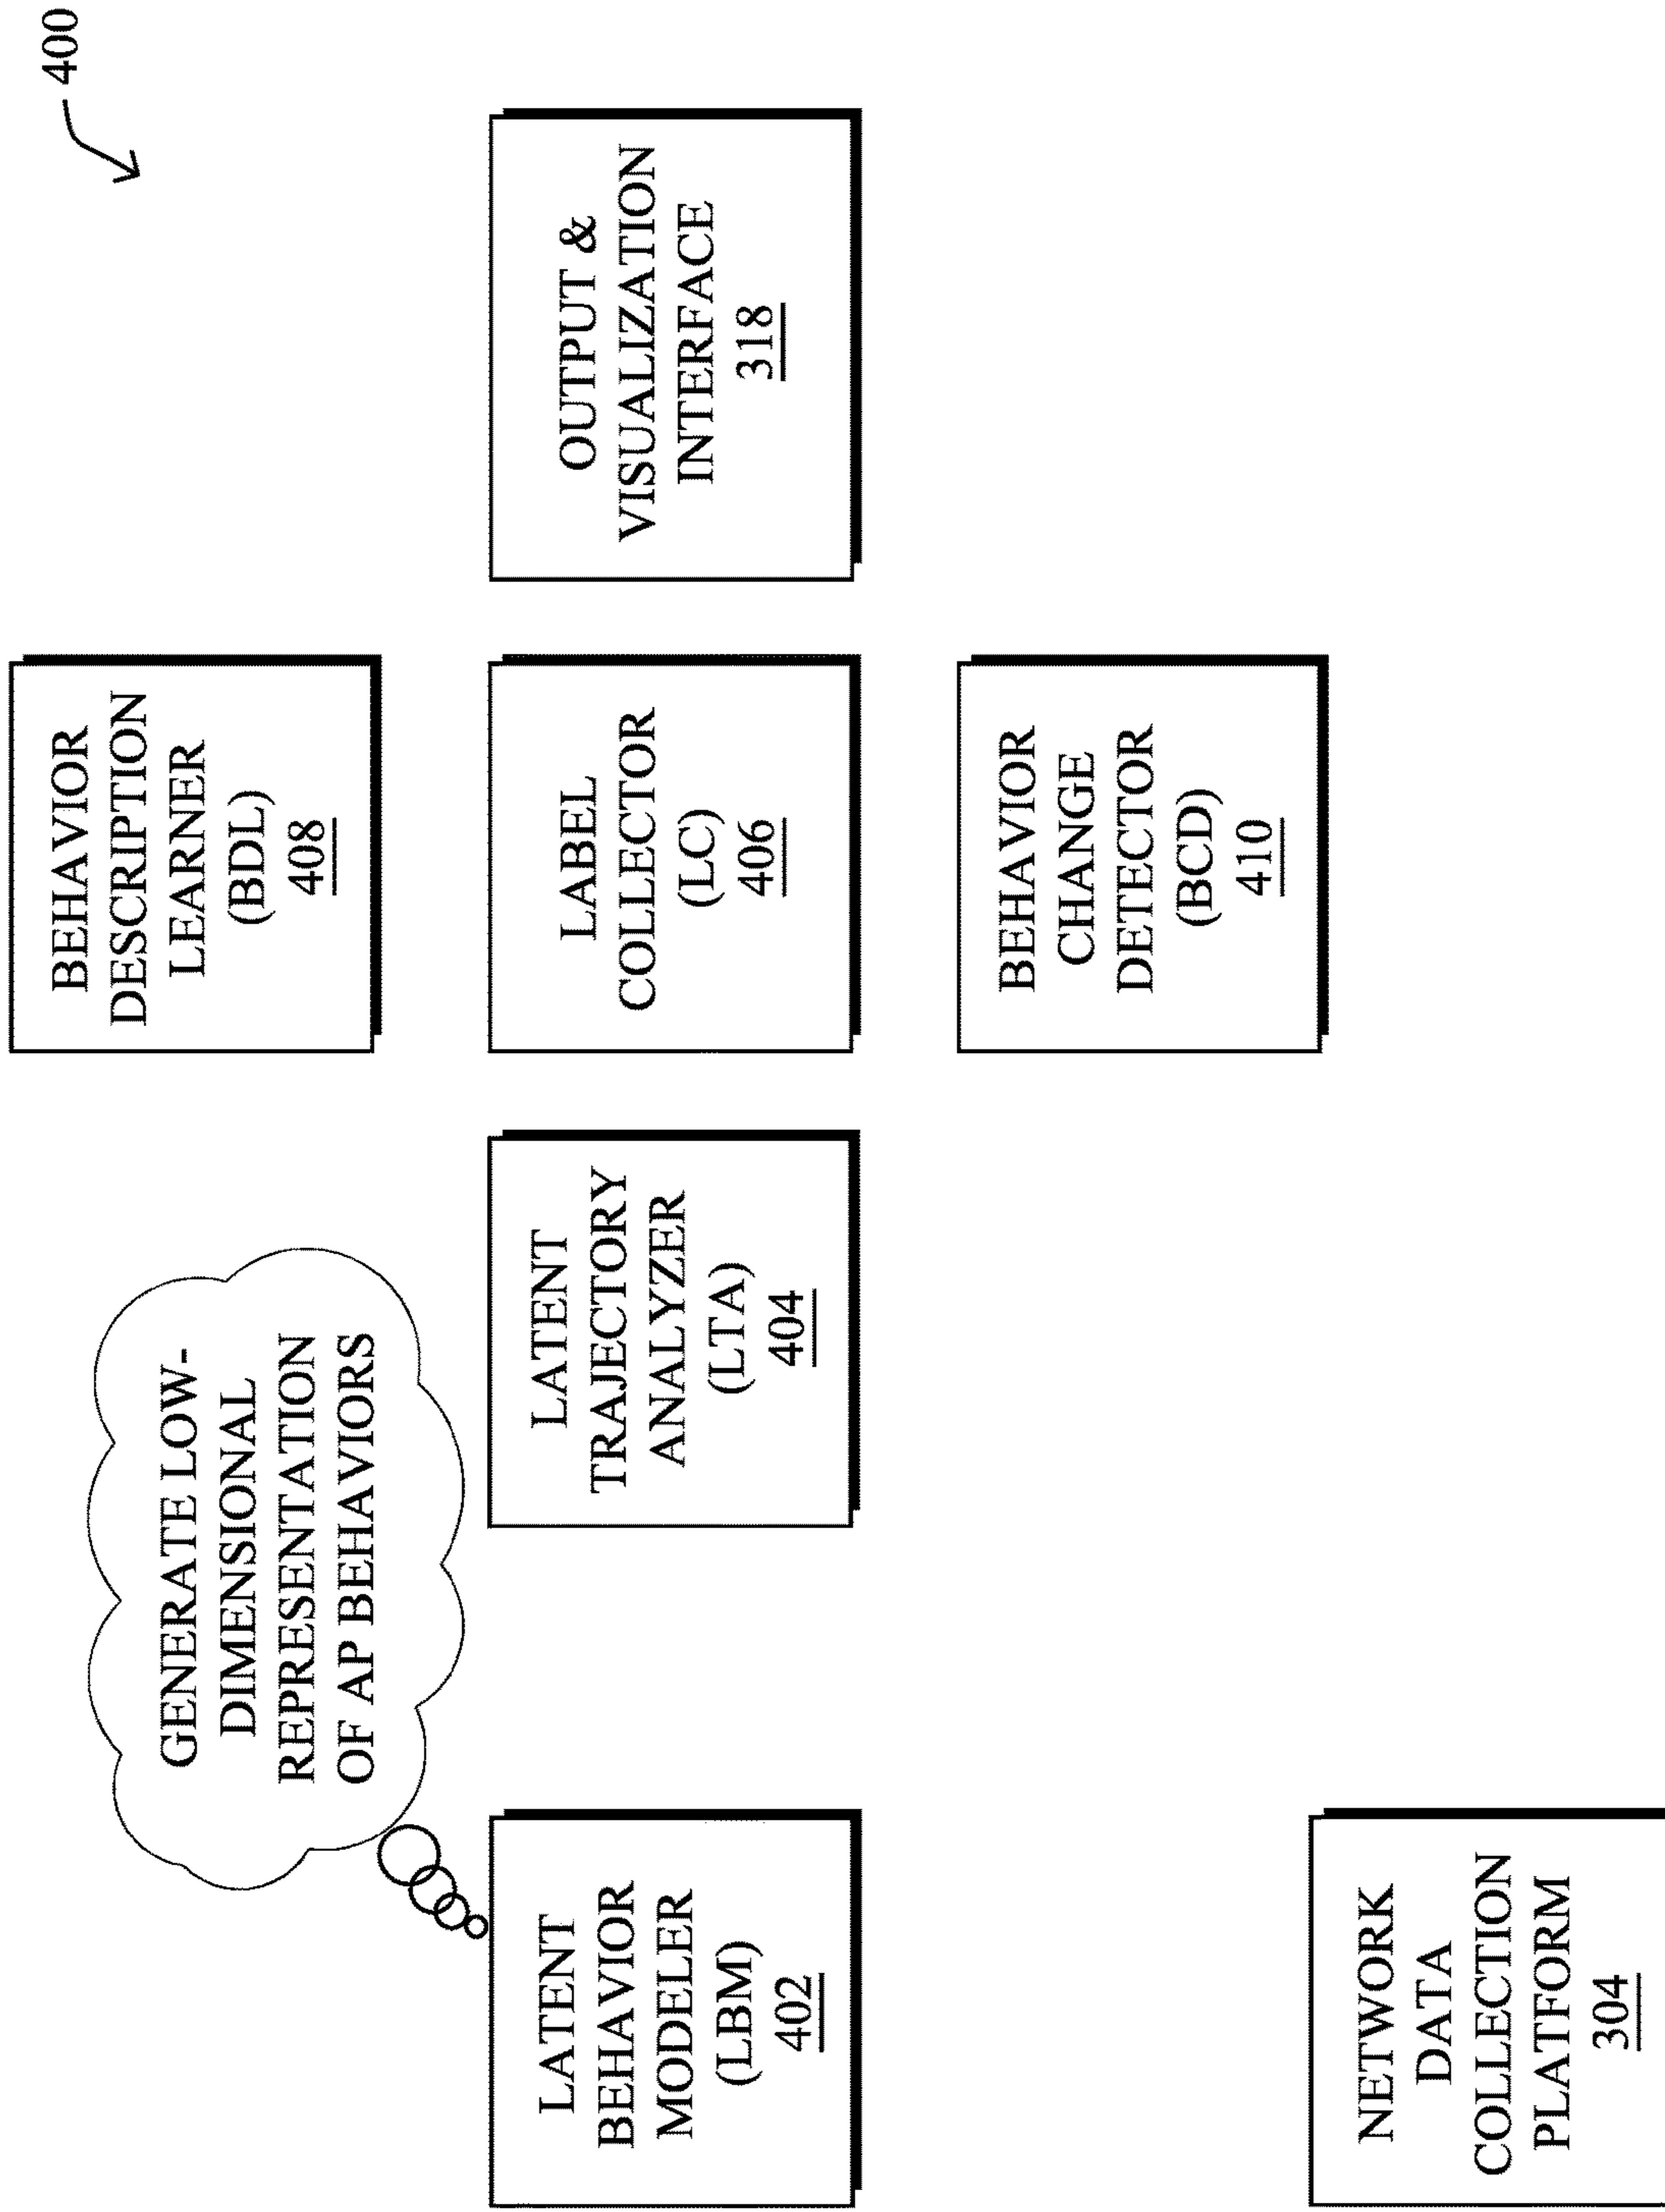 400
GENERATE LOW-
DIMENSIONAL
REPRESENTATION
OF AP BEHAVIORS
BEHAVIOR
DESCRIPTION
LEARNER
(BDL)
408
LATENT
BEHAVIOR
MODELER
(LBM)
402
LATENT
TRAJECTORY
ANALYZER
(LTA)
404
LABEL
COLLECTOR
(LC)
406
OUTPUT &
VISUALIZATION
INTERFACE
318
BEHAVIOR
CHANGE
DETECTOR
(BCD)
410
NETWORK
DATA
COLLECTION
PLATFORM
304